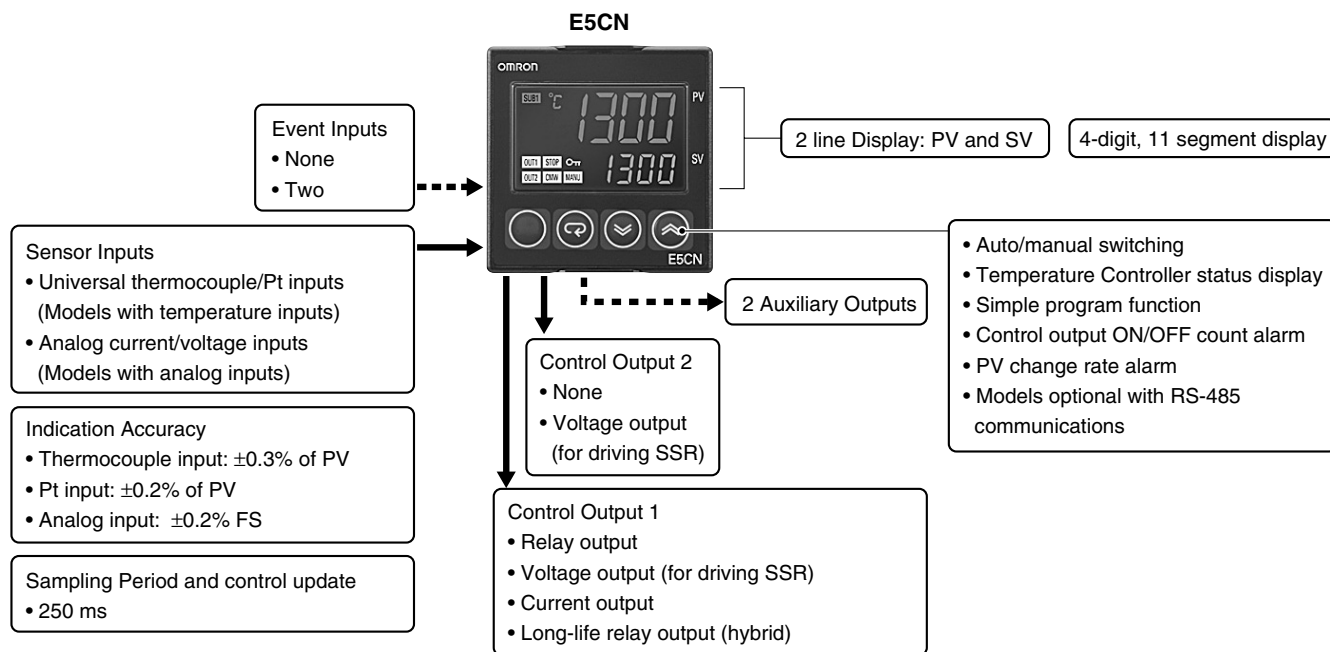 E5CN
OMRON
SUB1 °C 1300 PV
OUT1 STOP
OUT2 CMW MANU
1300 SV
E5CN
Event Inputs
• None
• Two
Sensor Inputs
• Universal thermocouple/Pt inputs
(Models with temperature inputs)
• Analog current/voltage inputs
(Models with analog inputs)
Indication Accuracy
• Thermocouple input: ±0.3% of PV
• Pt input: ±0.2% of PV
• Analog input: ±0.2% FS
Sampling Period and control update
• 250 ms
2 line Display: PV and SV
4-digit, 11 segment display
• Auto/manual switching
• Temperature Controller status display
• Simple program function
• Control output ON/OFF count alarm
• PV change rate alarm
• Models optional with RS-485
communications
2 Auxiliary Outputs
Control Output 2
• None
• Voltage output
(for driving SSR)
Control Output 1
• Relay output
• Voltage output (for driving SSR)
• Current output
• Long-life relay output (hybrid)